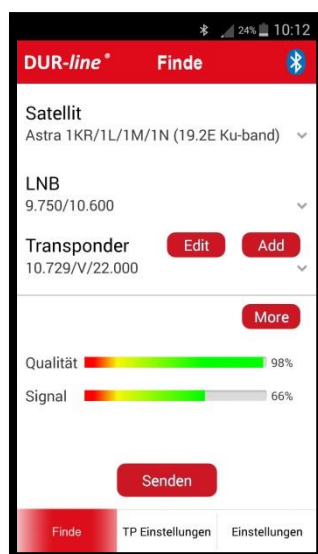 24% 10:12
DUR-line® Finde
Satellit
Astra 1KR/1L/1M/1N (19.2E Ku-band)
LNB
9.750/10.600
Transponder Edit Add
10.729/V/22.000
More
Qualität 98%
Signal 66%
Senden
Finde TP Einstellungen Einstellungen